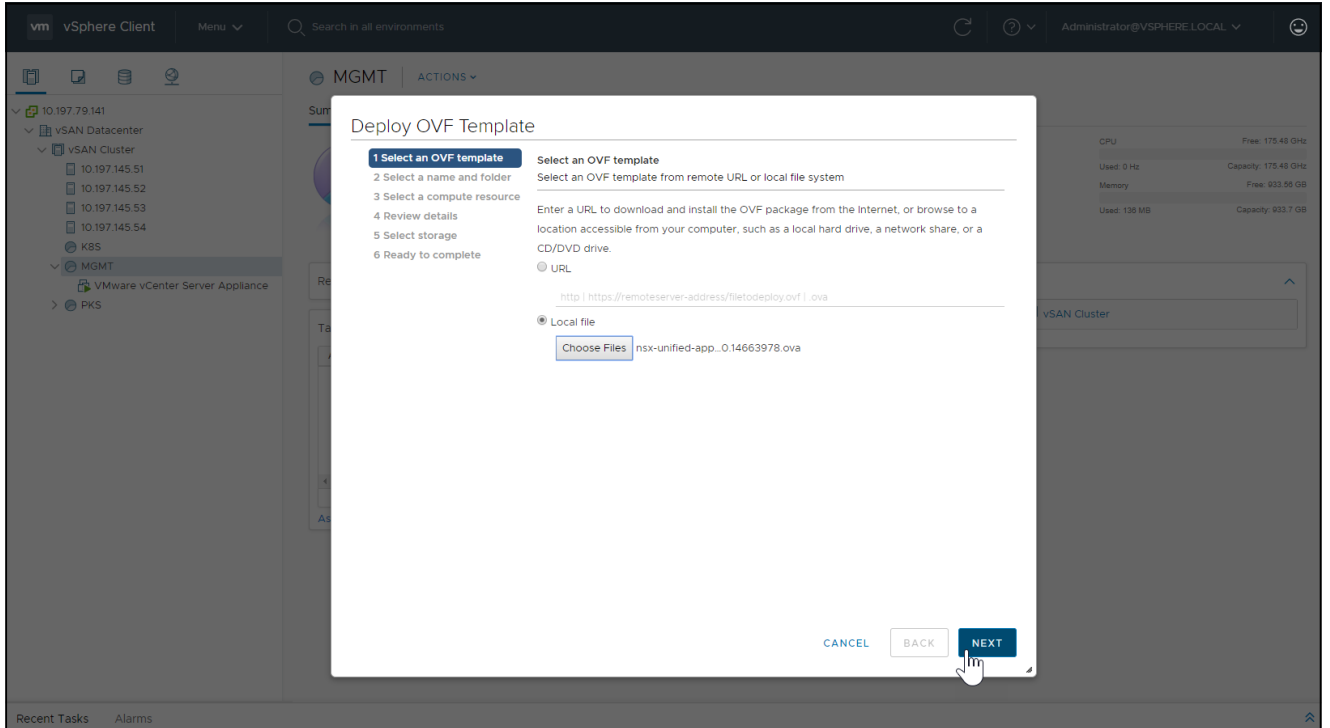 vm vSphere Client Menu Search in all environments Administrator@VSPHERE.LOCAL
MGMT ACTIONS
10.197.79.141
vSAN Datacenter
vSAN Cluster
10.197.145.51
10.197.145.52
10.197.145.53
10.197.145.54
K8S
MGMT
VMware vCenter Server Appliance
PKS
Sum
Re
Ta
As
Deploy OVF Template
1 Select an OVF template
2 Select a name and folder
3 Select a compute resource
4 Review details
5 Select storage
6 Ready to complete
Select an OVF template
Select an OVF template from remote URL or local file system
Enter a URL to download and install the OVF package from the Internet, or browse to a
location accessible from your computer, such as a local hard drive, a network share, or a
CD/DVD drive.
URL
http | https://remoteserver-address/filetodeploy.ovf | .ova
Local file
Choose Files nsx-unified-app...0.14663978.ova
CANCEL BACK NEXT
CPU Free: 175.48 GHz
Used: 0 Hz Capacity: 175.48 GHz
Memory Free: 933.56 GB
Used: 136 MB Capacity: 933.7 GB
vSAN Cluster
Recent Tasks Alarms